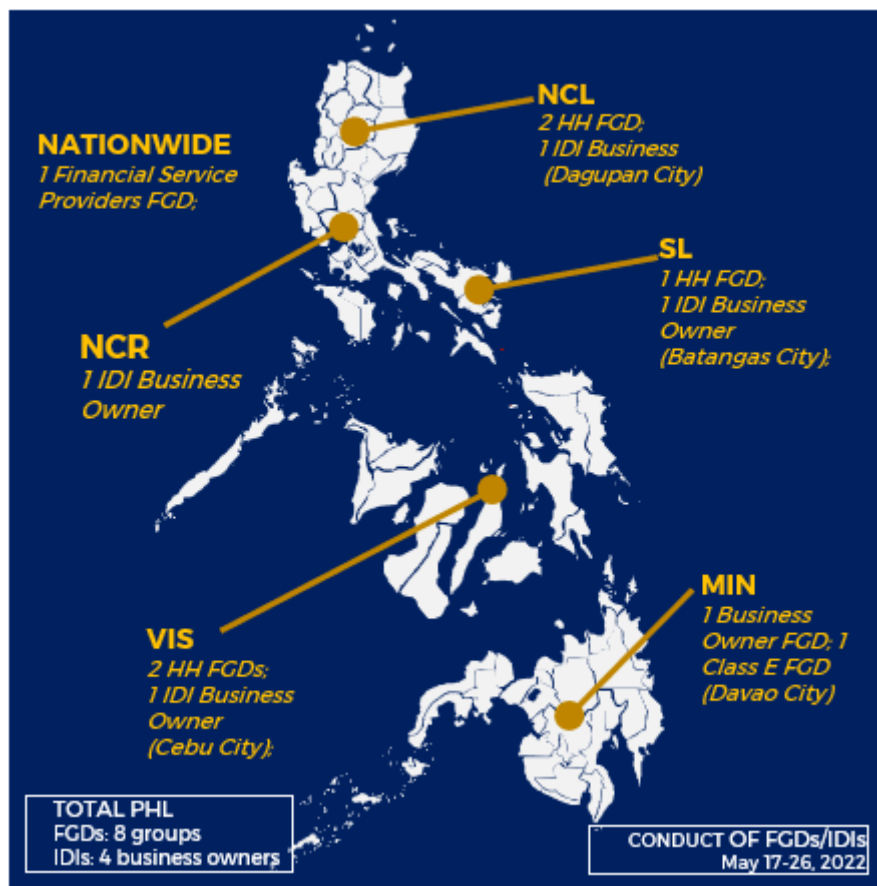 NCL
2 HH FGD;
1 IDI Business
(Dagupan City)
NATIONWIDE
1 Financial Service
Providers FGD;
SL
1 HH FGD;
1 IDI Business
Owner
(Batangas City);
NCR
1 IDI Business
Owner
MIN
1 Business
Owner FGD; 1
Class E FGD
(Davao City)
VIS
2 HH FGDs;
1 IDI Business
Owner
(Cebu City);
TOTAL PHL
FGDs: 8 groups
IDIs: 4 business owners
CONDUCT OF FGDs/IDIs
May 17-26, 2022